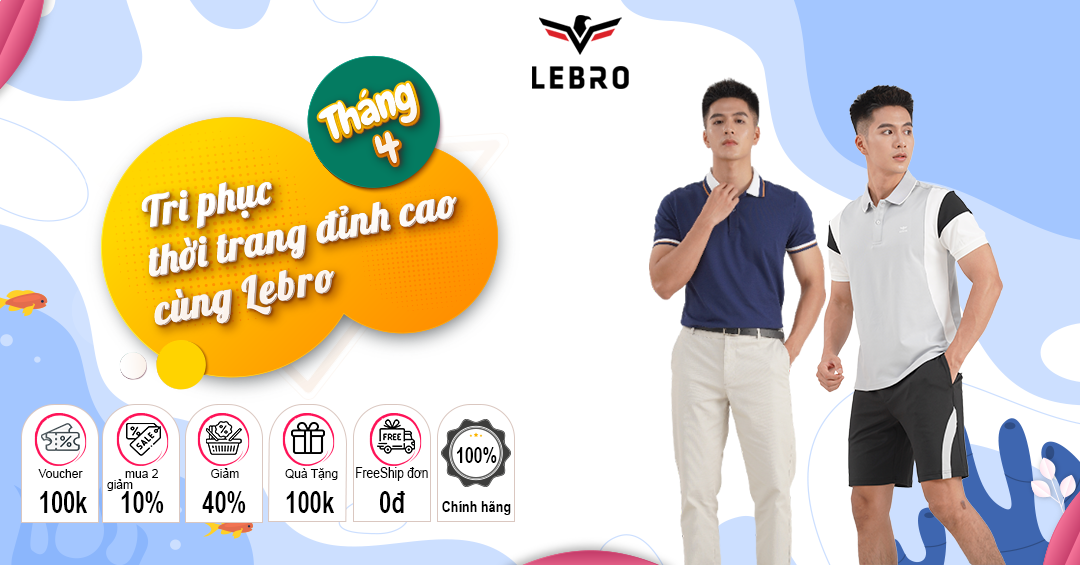 LEBRO
Tháng
4
Tri phục
thời trang đỉnh cao
cùng Lebro
Voucher
100k
%
SALE
mua 2
giảm
10%
%
Giảm
40%
Quà Tặng
100k
FREE
FreeShip đơn
0đ
100%
Chính hãng